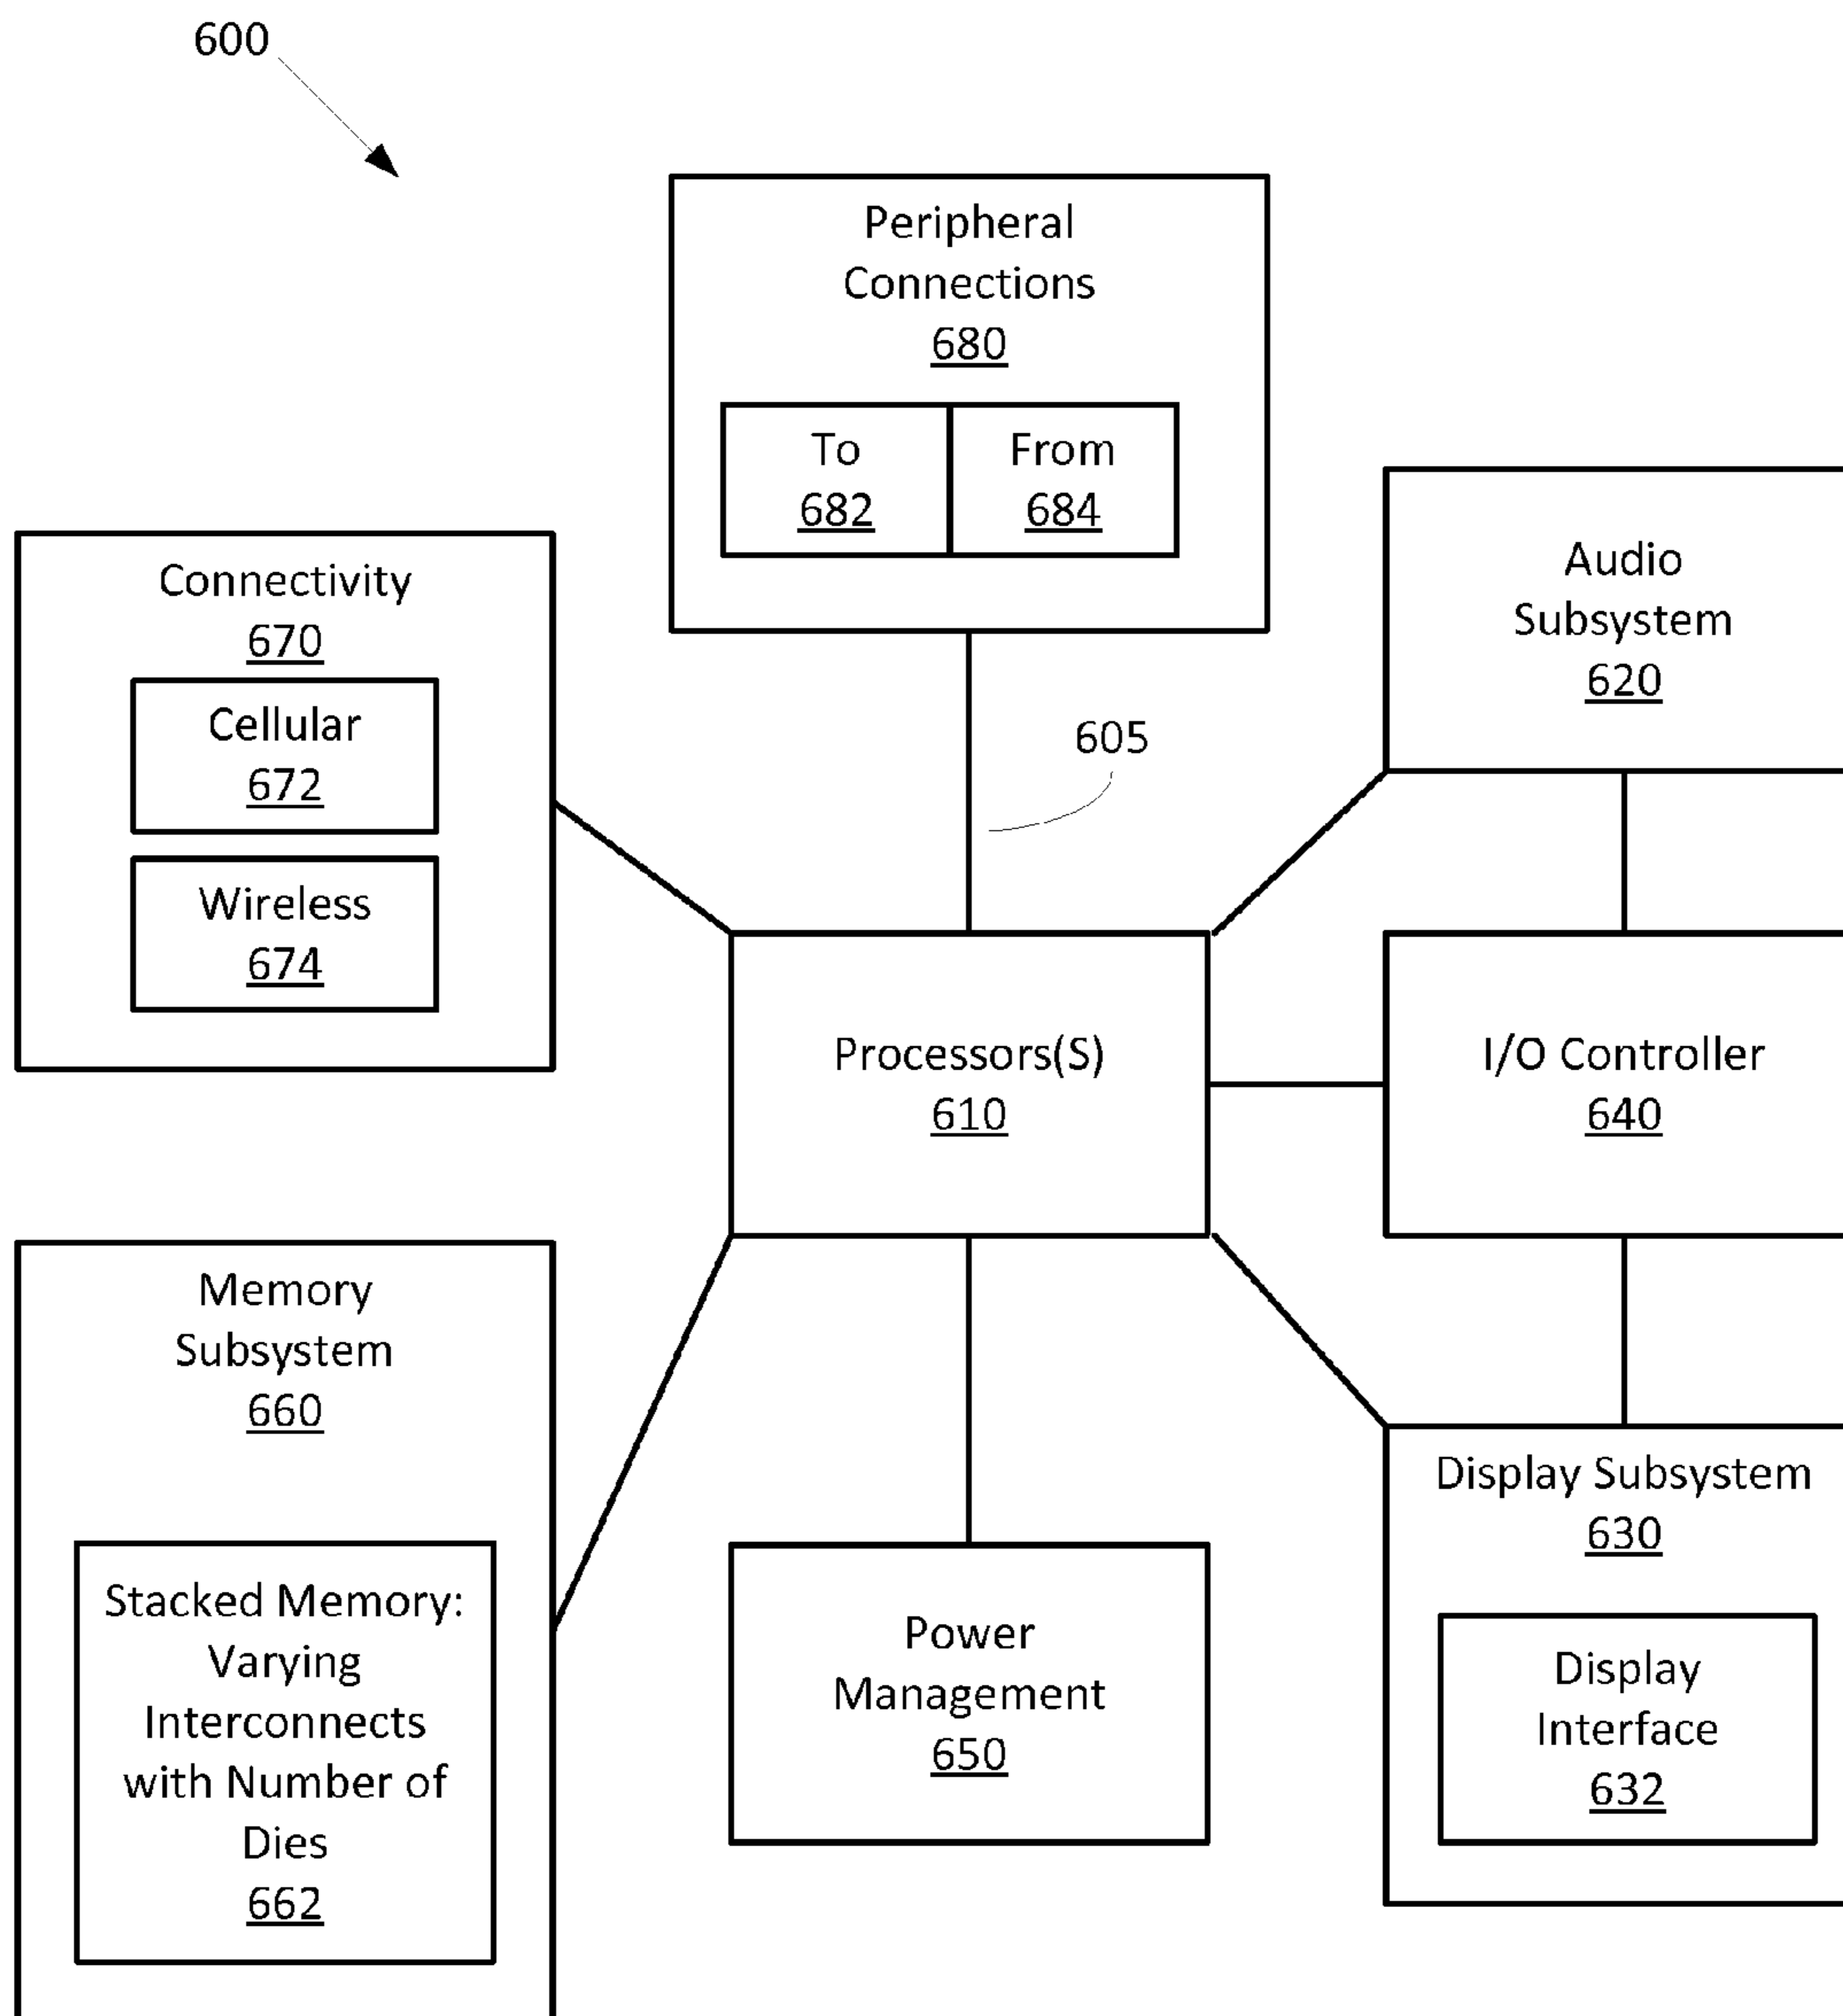 600
Peripheral
Connections
680
To
682
From
684
Audio
Subsystem
620
Connectivity
670
Cellular
672
Wireless
674
605
Processors(S)
610
I/O Controller
640
Memory
Subsystem
660
Stacked Memory:
Varying
Interconnects
with Number of
Dies
662
Power
Management
650
Display Subsystem
630
Display
Interface
632